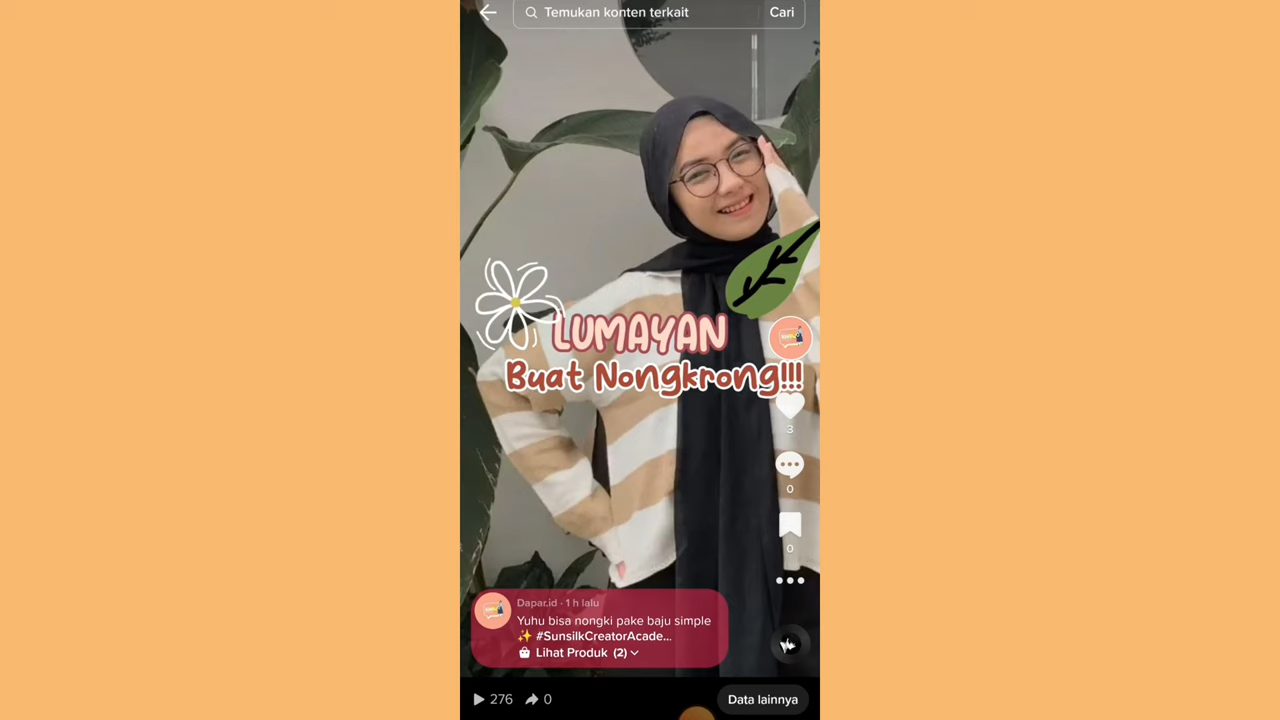 Temukan konten terkait
Cari
LUMAYAN
Buat Nongkrong!!!
3
0
0
Dapar.id · 1 h lalu
Yuhu bisa nongki pake baju simple
✨ #SunsilkCreatorAcade...
Lihat Produk (2)
276
0
Data lainnya